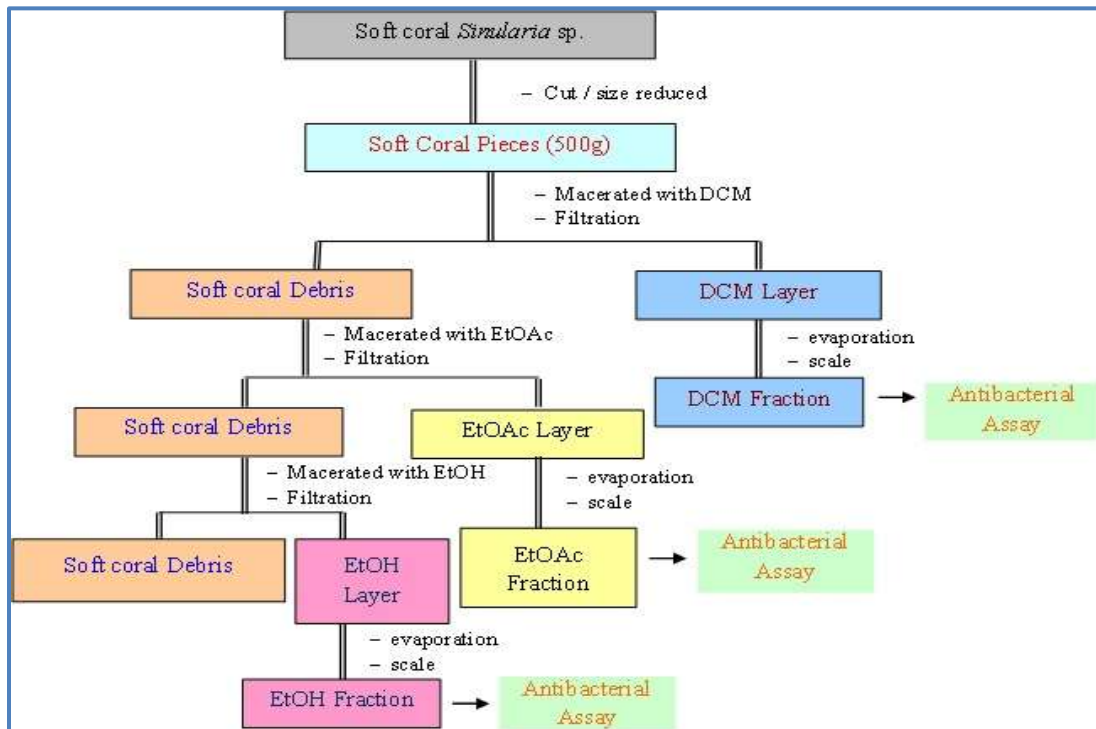 Soft coral Sinularia sp.
– Cut / size reduced
Soft Coral Pieces (500g)
– Macerated with DCM
– Filtration
Soft coral Debris
DCM Layer
– Macerated with EtOAc
– Filtration
– evaporation
– scale
DCM Fraction
Antibacterial
Assay
Soft coral Debris
EtOAc Layer
– Macerated with EtOH
– Filtration
– evaporation
– scale
Soft coral Debris
EtOH
Layer
EtOAc
Fraction
Antibacterial
Assay
– evaporation
– scale
EtOH Fraction
Antibacterial
Assay